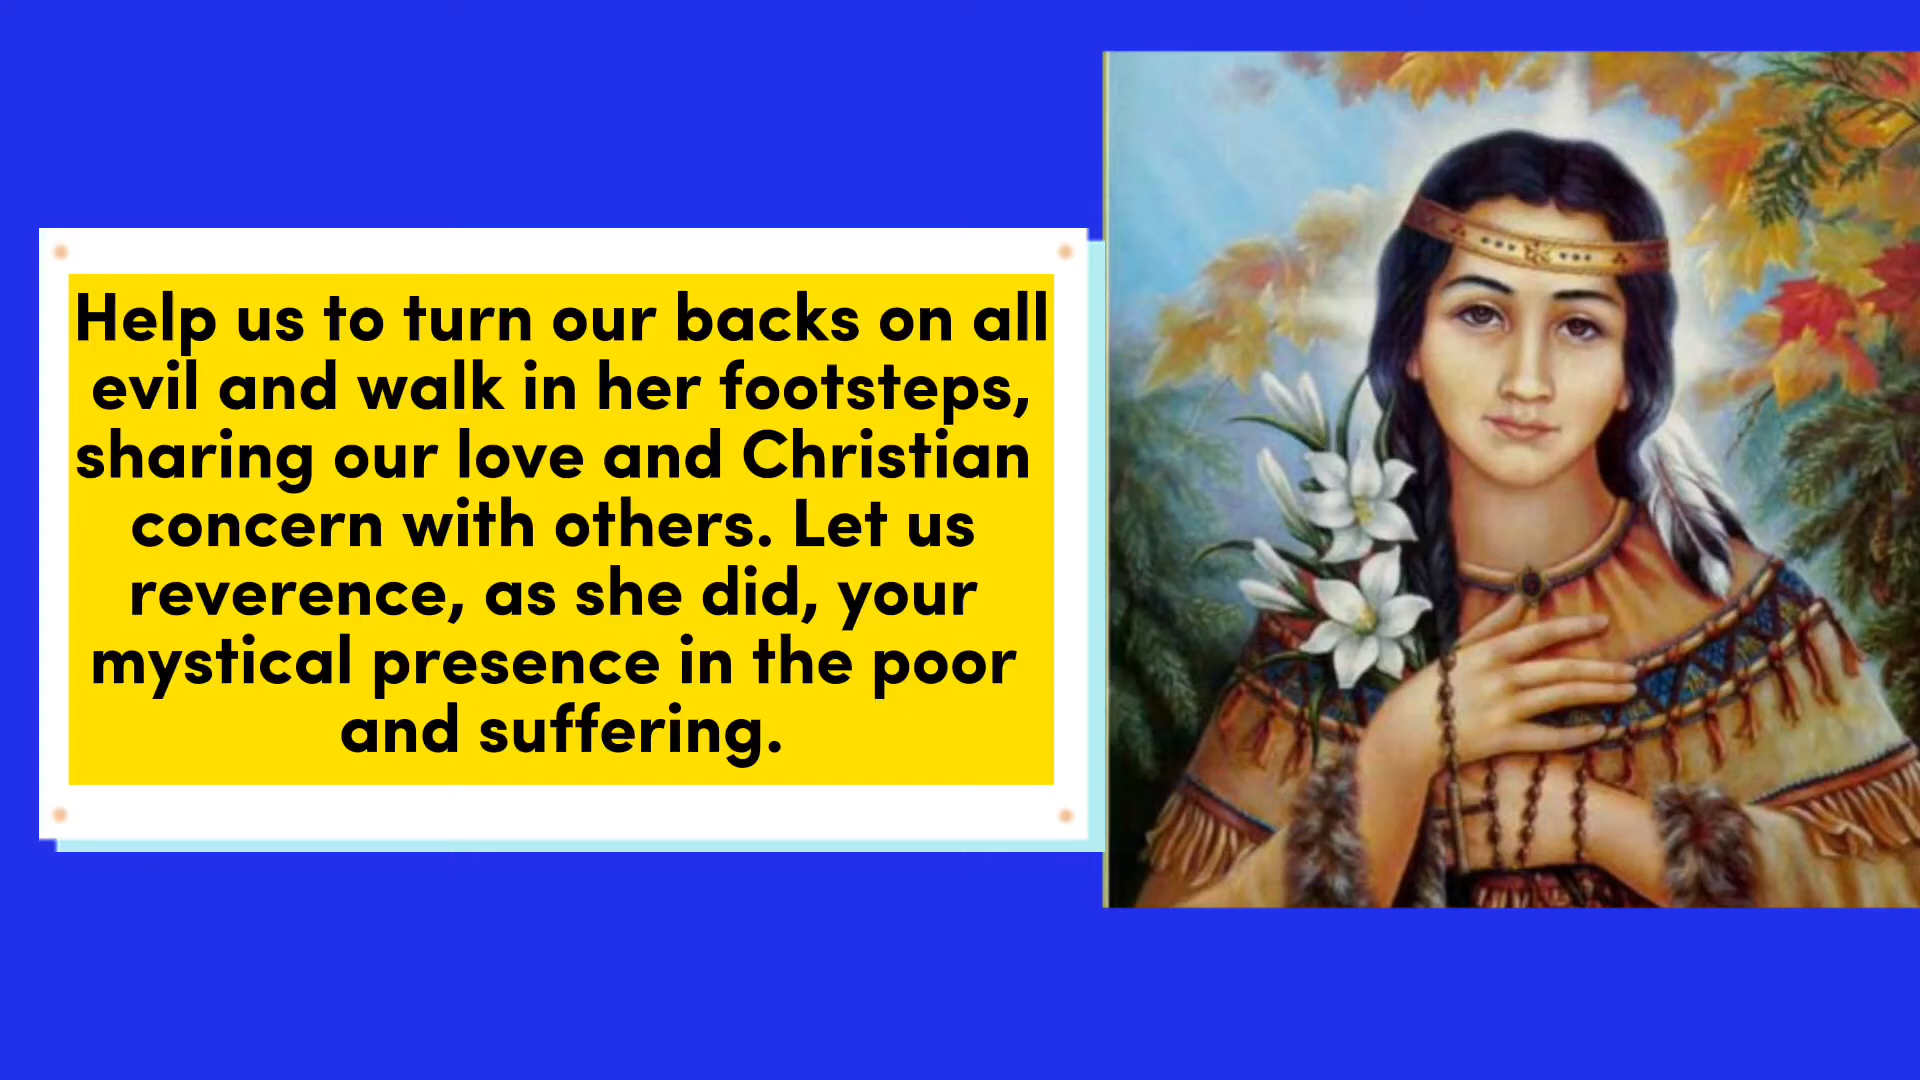 Help us to turn our backs on all
evil and walk in her footsteps,
sharing our love and Christian
concern with others. Let us
reverence, as she did, your
mystical presence in the poor
and suffering.